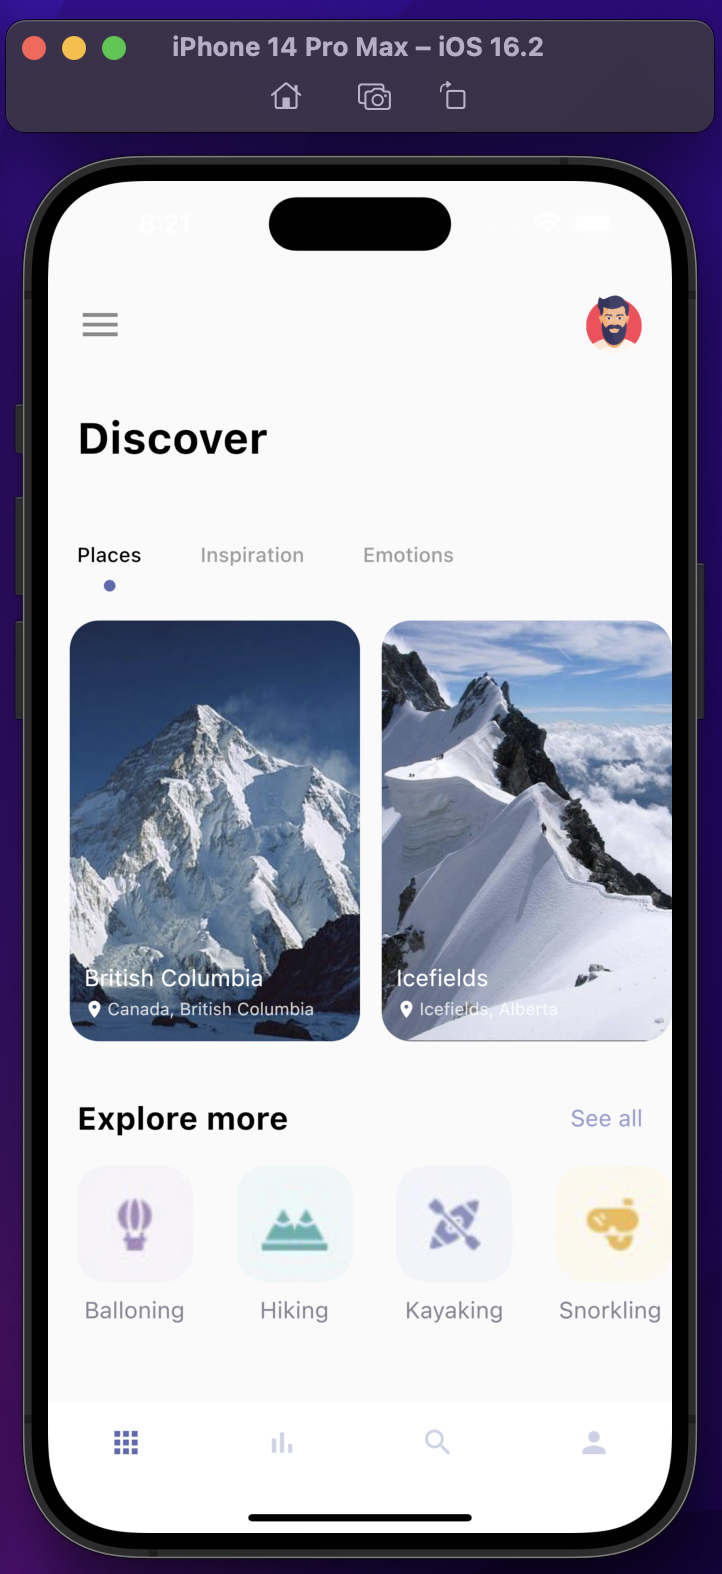 iPhone 14 Pro Max – iOS 16.2
8:21
Discover
Places Inspiration Emotions
British Columbia
Canada, British Columbia
Icefields
Icefields, Alberta
Explore more See all
Balloning Hiking Kayaking Snorkling